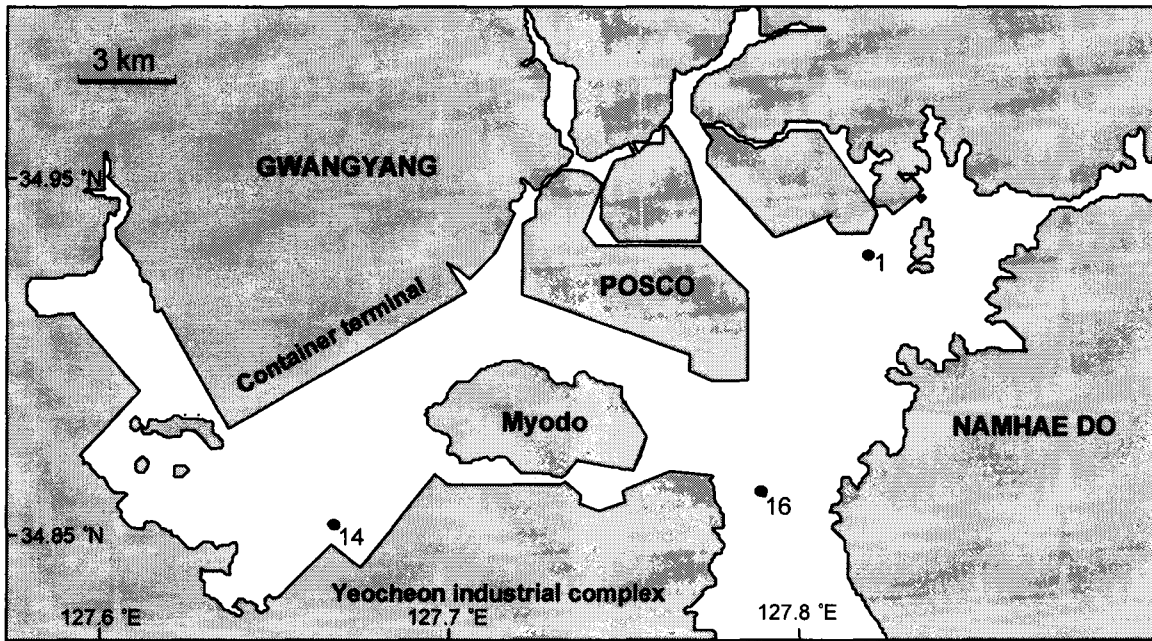 3 km
GWANGYANG
34.95 °N
1
POSCO
Container terminal
Myodo
NAMHAE DO
16
14
34.85 °N
Yeocheon industrial complex
127.6 °E
127.7 °E
127.8 °E